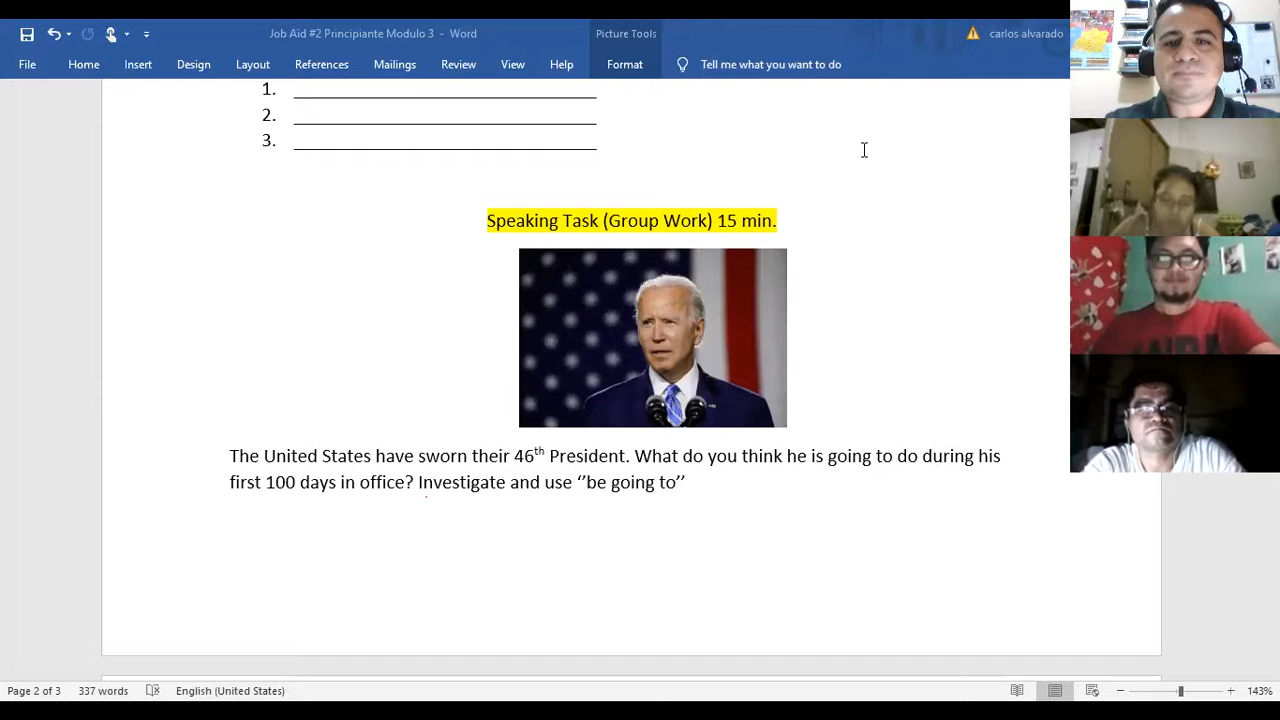 Job Aid #2 Principiante Modulo 3 - Word
Picture Tools
carlos alvarado
File Home Insert Design Layout References Mailings Review View Help Format Tell me what you want to do
1. ______________________________
2. ______________________________
3. ______________________________
Speaking Task (Group Work) 15 min.
The United States have sworn their 46th President. What do you think he is going to do during his
first 100 days in office? Investigate and use ‘’be going to’’
Page 2 of 3 337 words English (United States) 143%